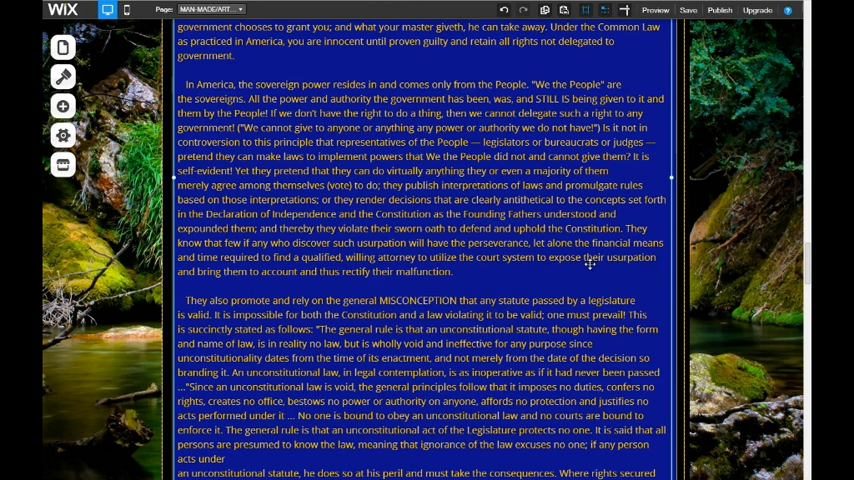 WiX
Page: MAN-MADE/ART...
Preview
Save
Publish
Upgrade
?
government chooses to grant you; and what your master giveth, he can take away. Under the Common Law
as practiced in America, you are innocent until proven guilty and retain all rights not delegated to
government.
In America, the sovereign power resides in and comes only from the People. "We the People" are
the sovereigns. All the power and authority the government has been, was, and STILL IS being given to it and
them by the People! If we don't have the right to do a thing, then we cannot delegate such a right to any
government! ("We cannot give to anyone or anything any power or authority we do not have!") Is it not in
controversion to this principle that representatives of the People — legislators or bureaucrats or judges —
pretend they can make laws to implement powers that We the People did not and cannot give them? It is
self-evident! Yet they pretend that they can do virtually anything they or even a majority of them
merely agree among themselves (vote) to do; they publish interpretations of laws and promulgate rules
based on those interpretations; or they render decisions that are clearly antithetical to the concepts set forth
in the Declaration of Independence and the Constitution as the Founding Fathers understood and
expounded them; and thereby they violate their sworn oath to defend and uphold the Constitution. They
know that few if any who discover such usurpation will have the perseverance, let alone the financial means
and time required to find a qualified, willing attorney to utilize the court system to expose their usurpation
and bring them to account and thus rectify their malfunction.
They also promote and rely on the general MISCONCEPTION that any statute passed by a legislature
is valid. It is impossible for both the Constitution and a law violating it to be valid; one must prevail! This
is succinctly stated as follows: "The general rule is that an unconstitutional statute, though having the form
and name of law, is in reality no law, but is wholly void and ineffective for any purpose since
unconstitutionality dates from the time of its enactment, and not merely from the date of the decision so
branding it. An unconstitutional law, in legal contemplation, is as inoperative as if it had never been passed
..."Since an unconstitutional law is void, the general principles follow that it imposes no duties, confers no
rights, creates no office, bestows no power or authority on anyone, affords no protection and justifies no
acts performed under it ... No one is bound to obey an unconstitutional law and no courts are bound to
enforce it. The general rule is that an unconstitutional act of the Legislature protects no one. It is said that all
persons are presumed to know the law, meaning that ignorance of the law excuses no one; if any person
acts under
an unconstitutional statute, he does so at his peril and must take the consequences. Where rights secured